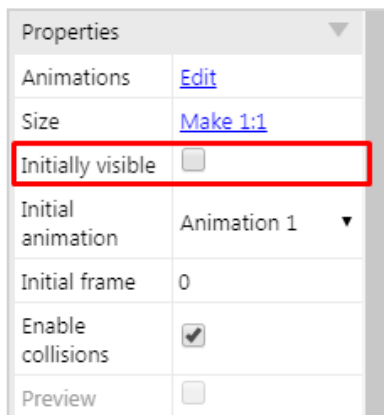 Properties
Animations Edit
Size Make 1:1
Initially visible
Initial
animation
Animation 1
Initial frame 0
Enable
collisions
Preview